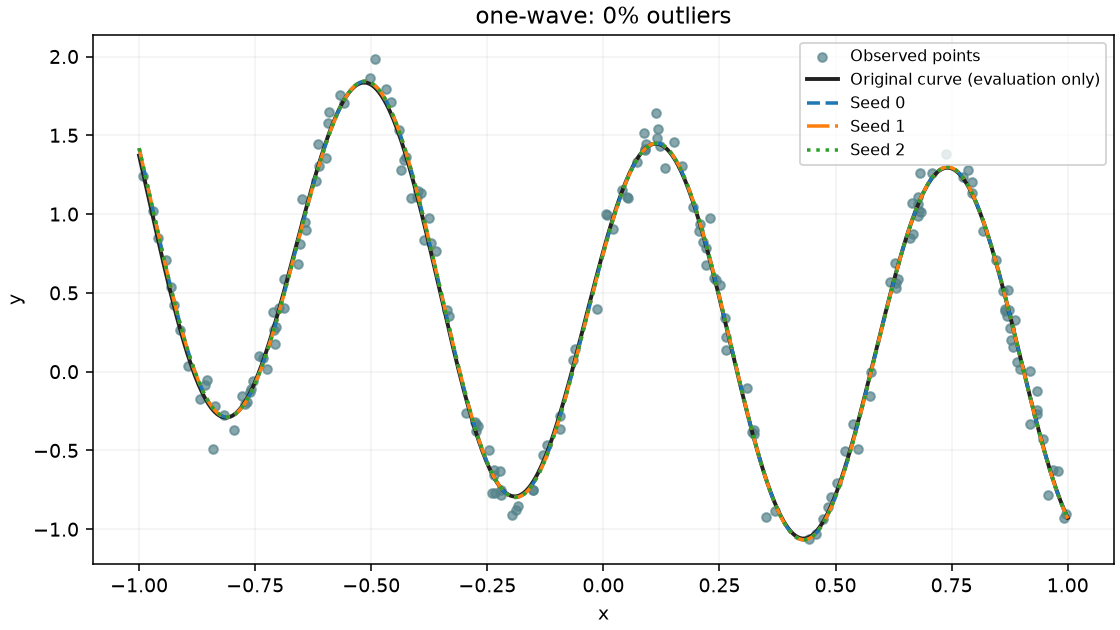 one-wave: 0% outliers
Observed points
Original curve (evaluation only)
Seed 0
Seed 1
Seed 2
y
2.0
1.5
1.0
0.5
0.0
−0.5
−1.0
−1.00 −0.75 −0.50 −0.25 0.00 0.25 0.50 0.75 1.00
x